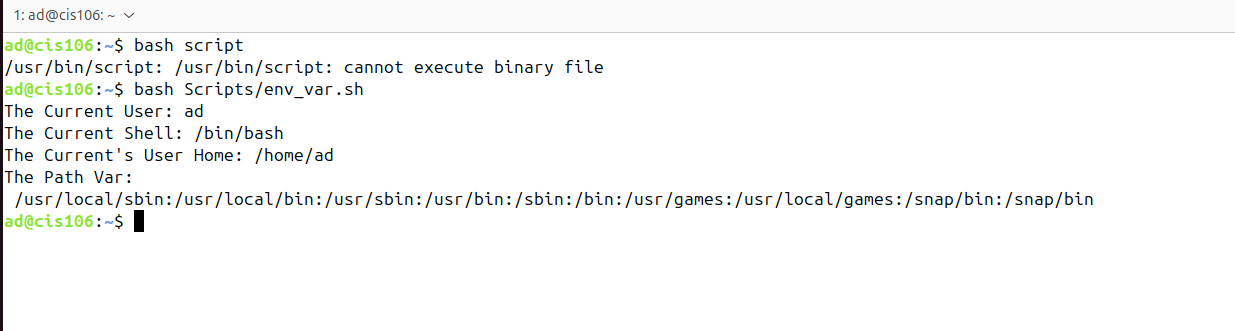 1: ad@cis106: ~
ad@cis106:~$ bash script
/usr/bin/script: /usr/bin/script: cannot execute binary file
ad@cis106:~$ bash Scripts/env_var.sh
The Current User: ad
The Current Shell: /bin/bash
The Current's User Home: /home/ad
The Path Var:
 /usr/local/sbin:/usr/local/bin:/usr/sbin:/usr/bin:/sbin:/bin:/usr/games:/usr/local/games:/snap/bin:/snap/bin
ad@cis106:~$